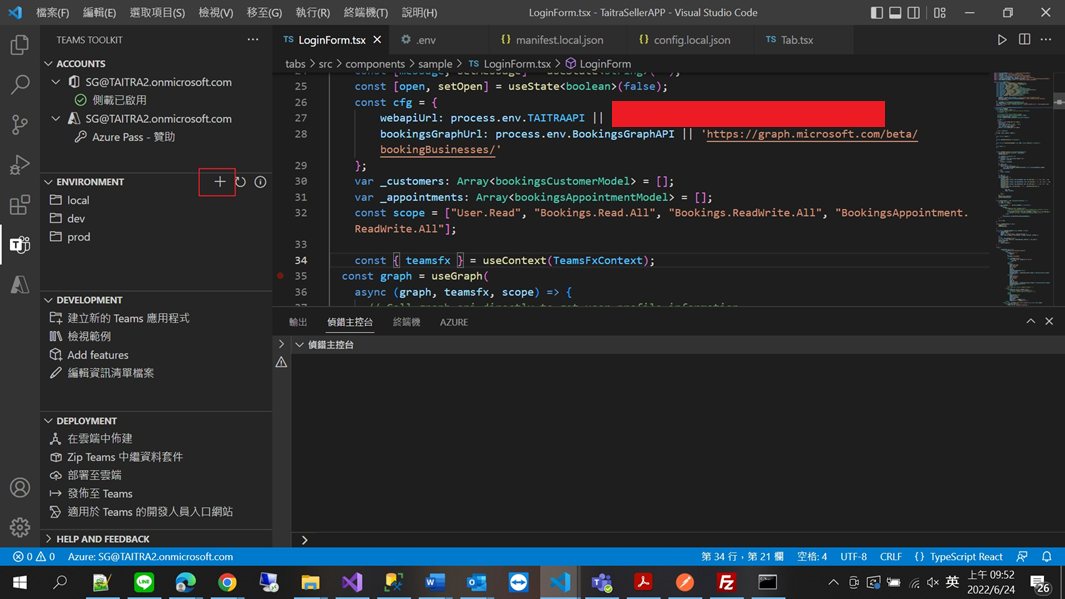 檔案(F) 編輯(E) 選取項目(S) 檢視(V) 移至(G) 執行(R) 終端機(T) 說明(H) LoginForm.tsx - TaitraSellerAPP - Visual Studio Code
TEAMS TOOLKIT
ACCOUNTS
SG@TAITRA2.onmicrosoft.com
側載已啟用
SG@TAITRA2.onmicrosoft.com
Azure Pass - 贊助
ENVIRONMENT
local
dev
prod
DEVELOPMENT
建立新的 Teams 應用程式
檢視範例
Add features
編輯資訊清單檔案
DEPLOYMENT
在雲端中佈建
Zip Teams 中繼資料套件
部署至雲端
發佈至 Teams
適用於 Teams 的開發人員入口網站
HELP AND FEEDBACK
TS LoginForm.tsx .env {} manifest.local.json {} config.local.json TS Tab.tsx
tabs > src > components > sample > TS LoginForm.tsx > LoginForm
25 const [open, setOpen] = useState<boolean>(false);
26 const cfg = {
27 webapiUrl: process.env.TAITRAAPI ||
28 bookingsGraphUrl: process.env.BookingsGraphAPI || 'https://graph.microsoft.com/beta/
bookingBusinesses/'
29 };
30 var _customers: Array<bookingsCustomerModel> = [];
31 var _appointments: Array<bookingsAppointmentModel> = [];
32 const scope = ["User.Read", "Bookings.Read.All", "Bookings.ReadWrite.All", "BookingsAppointment.
ReadWrite.All"];
33
34 const { teamsfx } = useContext(TeamsFxContext);
35 const graph = useGraph(
36 async (graph, teamsfx, scope) => {
輸出 偵錯主控台 終端機 AZURE
偵錯主控台
0 0 Azure: SG@TAITRA2.onmicrosoft.com 第 34 行，第 21 欄 空格: 4 UTF-8 CRLF {} TypeScript React
英 上午 09:52
2022/6/24 26